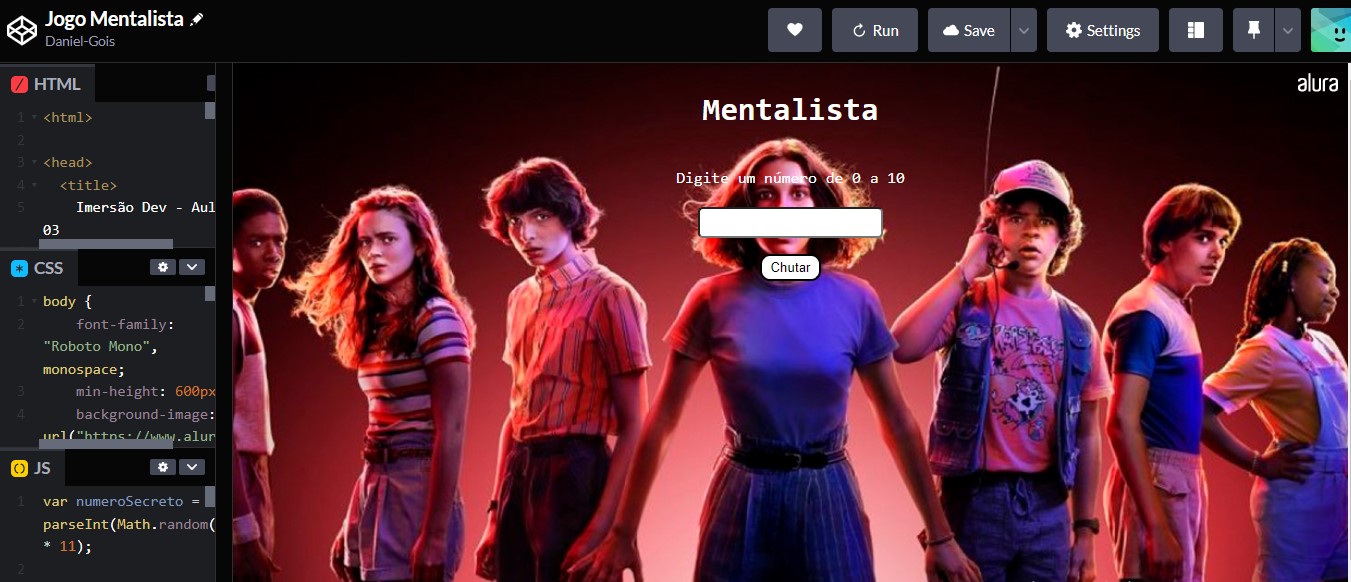 Jogo Mentalista
Daniel-Gois
Run
Save
Settings
HTML
1 <html>
2
3 <head>
4 <title>
5 Imersão Dev - Aul
03
CSS
1 body {
2 font-family:
"Roboto Mono",
monospace;
3 min-height: 600px
4 background-image:
url("https://www.alur
JS
1 var numeroSecreto =
parseInt(Math.random(
* 11);
2
alura
Mentalista
Digite um número de 0 a 10
Chutar